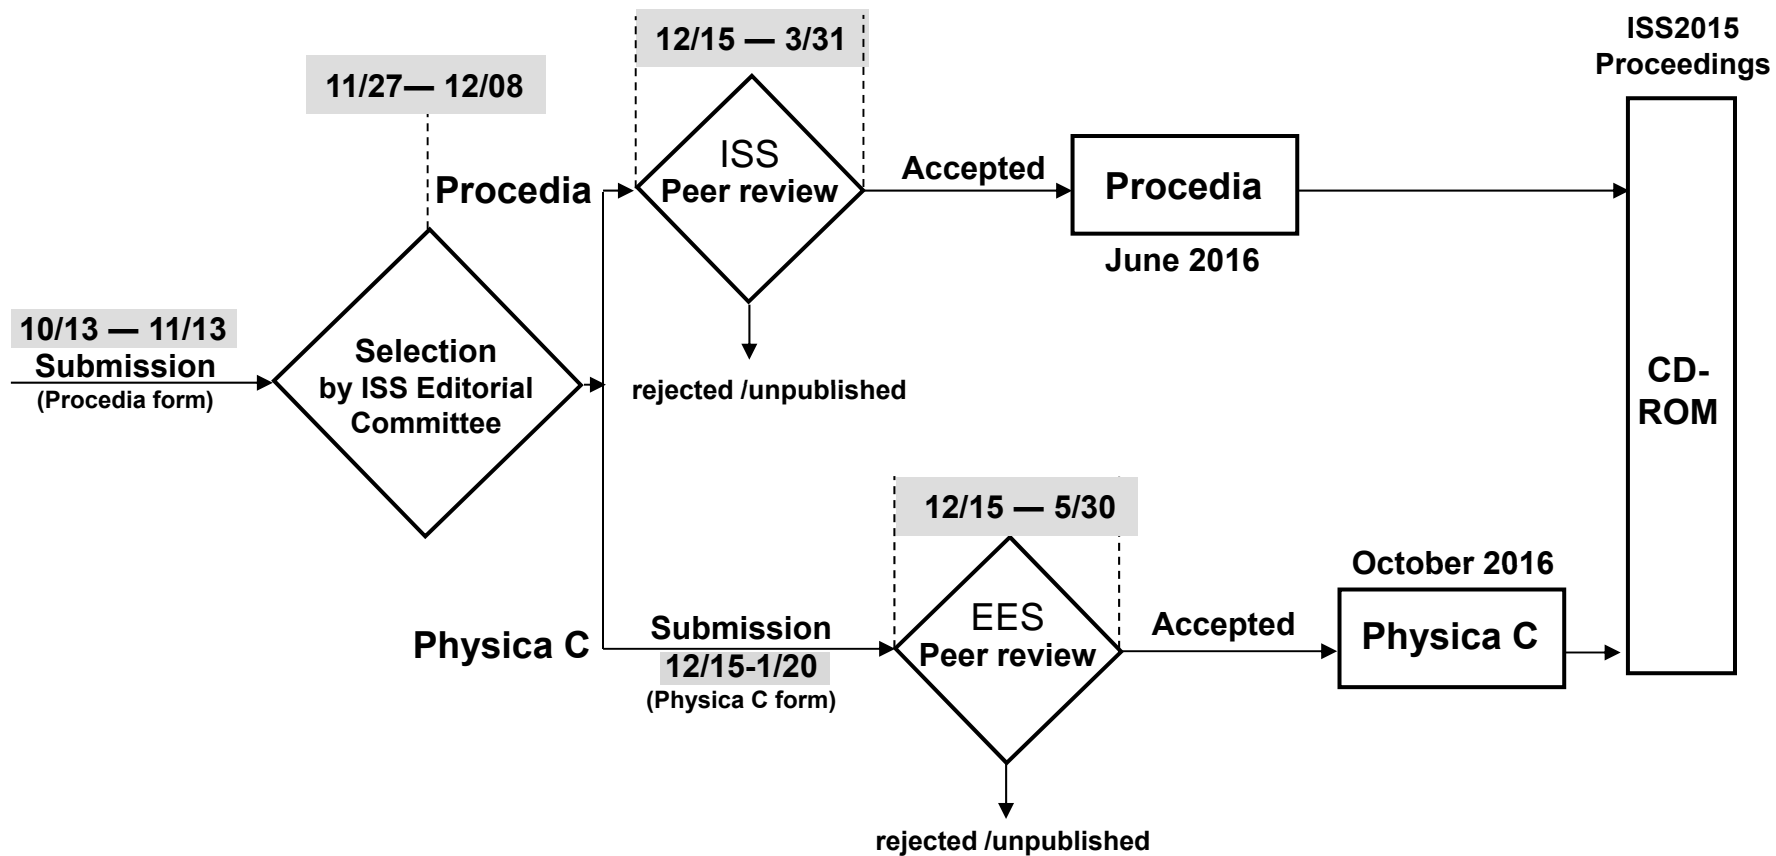 ISS2015
Proceedings
12/15 — 3/31
11/27— 12/08
ISS
Peer review
Procedia
Accepted
Procedia
June 2016
10/13 — 11/13
Submission
(Procedia form)
Selection
by ISS Editorial
Committee
rejected /unpublished
CD-
ROM
12/15 — 5/30
October 2016
Physica C
Submission
12/15-1/20
(Physica C form)
EES
Peer review
Accepted
Physica C
rejected /unpublished